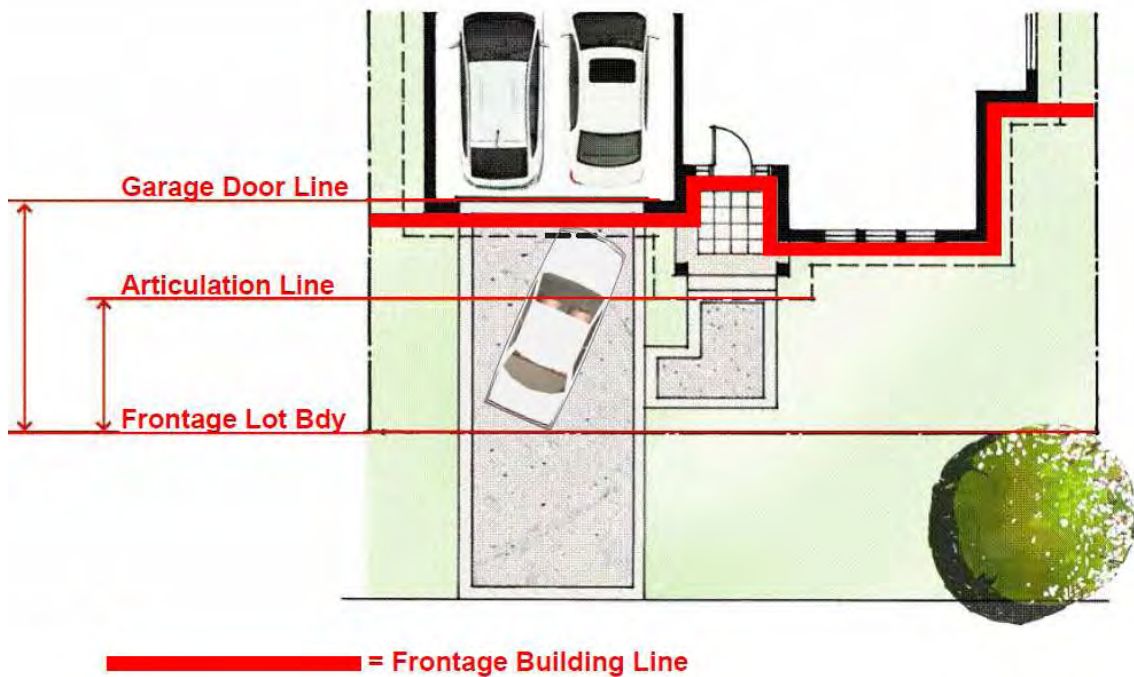 Garage Door Line
Articulation Line
Frontage Lot Bdy
= Frontage Building Line